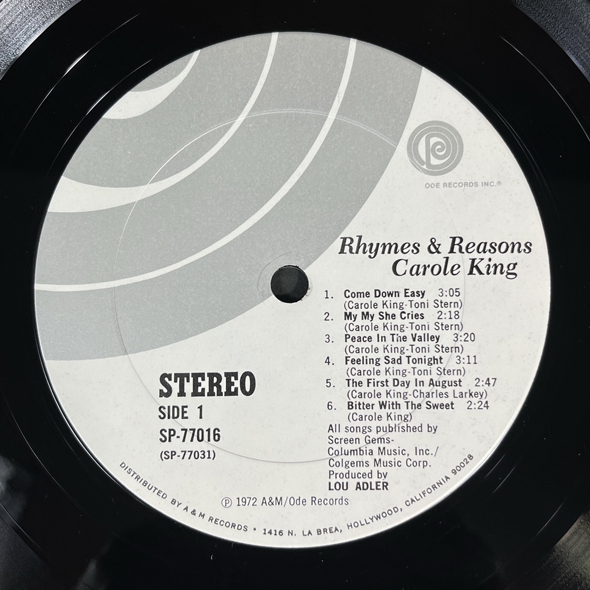 ODE RECORDS INC.®
Rhymes & Reasons
Carole King
1. Come Down Easy 3:05
(Carole King-Toni Stern)
2. My My She Cries 2:18
(Carole King-Toni Stern)
3. Peace In The Valley 3:20
(Carole King-Toni Stern)
4. Feeling Sad Tonight 3:11
(Carole King-Toni Stern)
5. The First Day In August 2:47
(Carole King-Charles Larkey)
6. Bitter With The Sweet 2:24
(Carole King)
All songs published by
Screen Gems-
Columbia Music, Inc./
Colgems Music Corp.
Produced by
LOU ADLER
STEREO
SIDE 1
SP-77016
(SP-77031)
℗ 1972 A&M/Ode Records
DISTRIBUTED BY A & M RECORDS • 1416 N. LA BREA, HOLLYWOOD, CALIFORNIA 90028